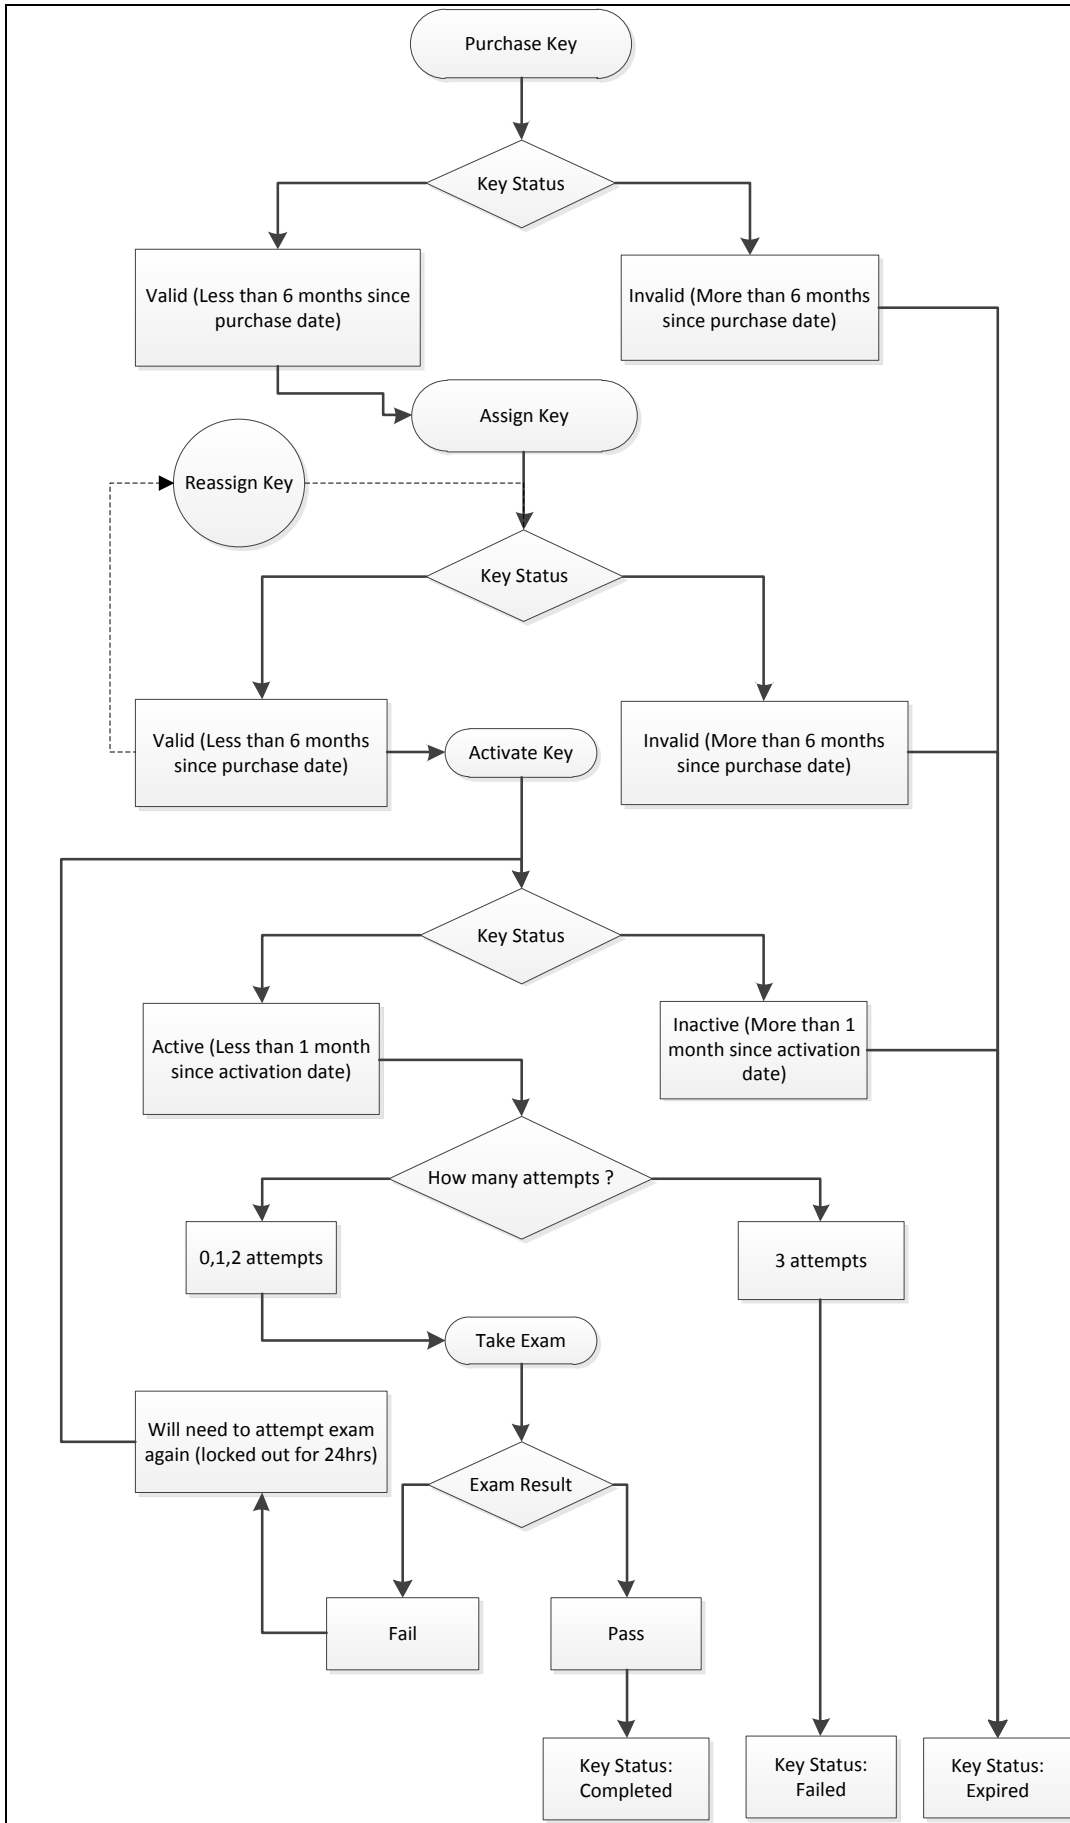 Purchase Key
Key Status
Valid (Less than 6 months since
purchase date)
Invalid (More than 6 months
since purchase date)
Assign Key
Reassign Key
Key Status
Valid (Less than 6 months
since purchase date)
Activate Key
Invalid (More than 6 months
since purchase date)
Key Status
Active (Less than 1 month
since activation date)
Inactive (More than 1
month since activation
date)
How many attempts ?
0,1,2 attempts
3 attempts
Take Exam
Will need to attempt exam
again (locked out for 24hrs)
Exam Result
Fail
Pass
Key Status:
Completed
Key Status:
Failed
Key Status:
Expired